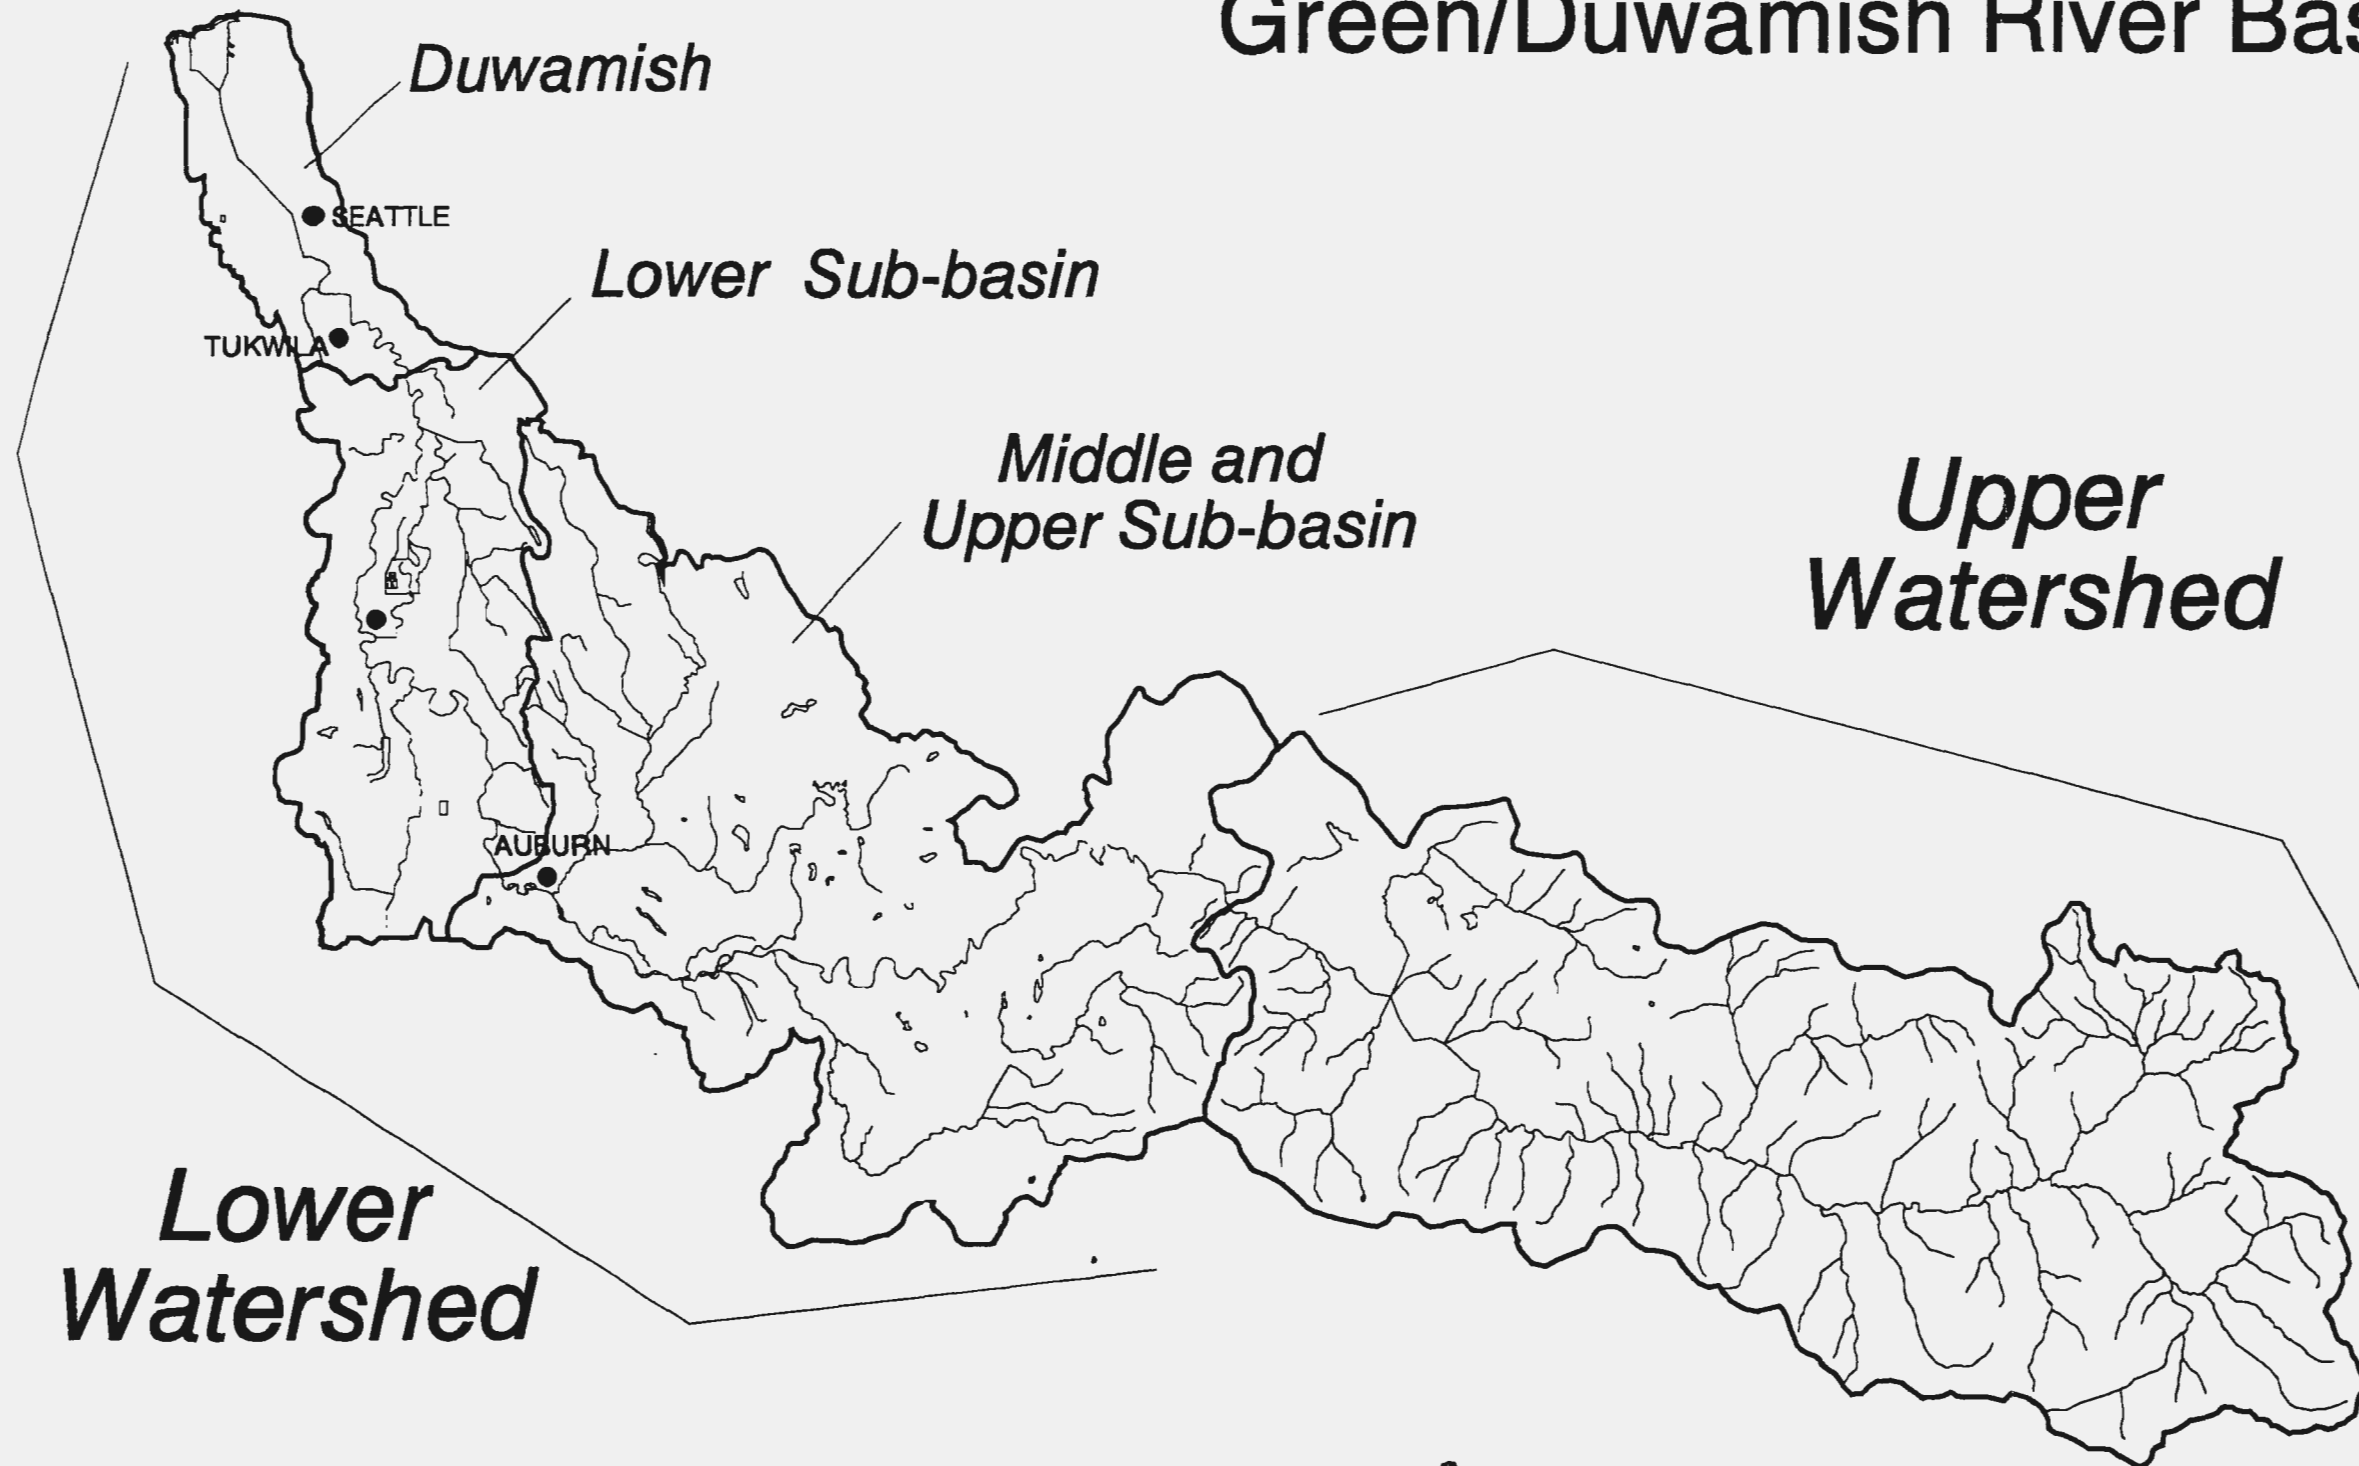 Green/Duwamish River Bas
Duwamish
SEATTLE
Lower Sub-basin
TUKWILA
Middle and
Upper Sub-basin
Upper
Watershed
AUBURN
Lower
Watershed